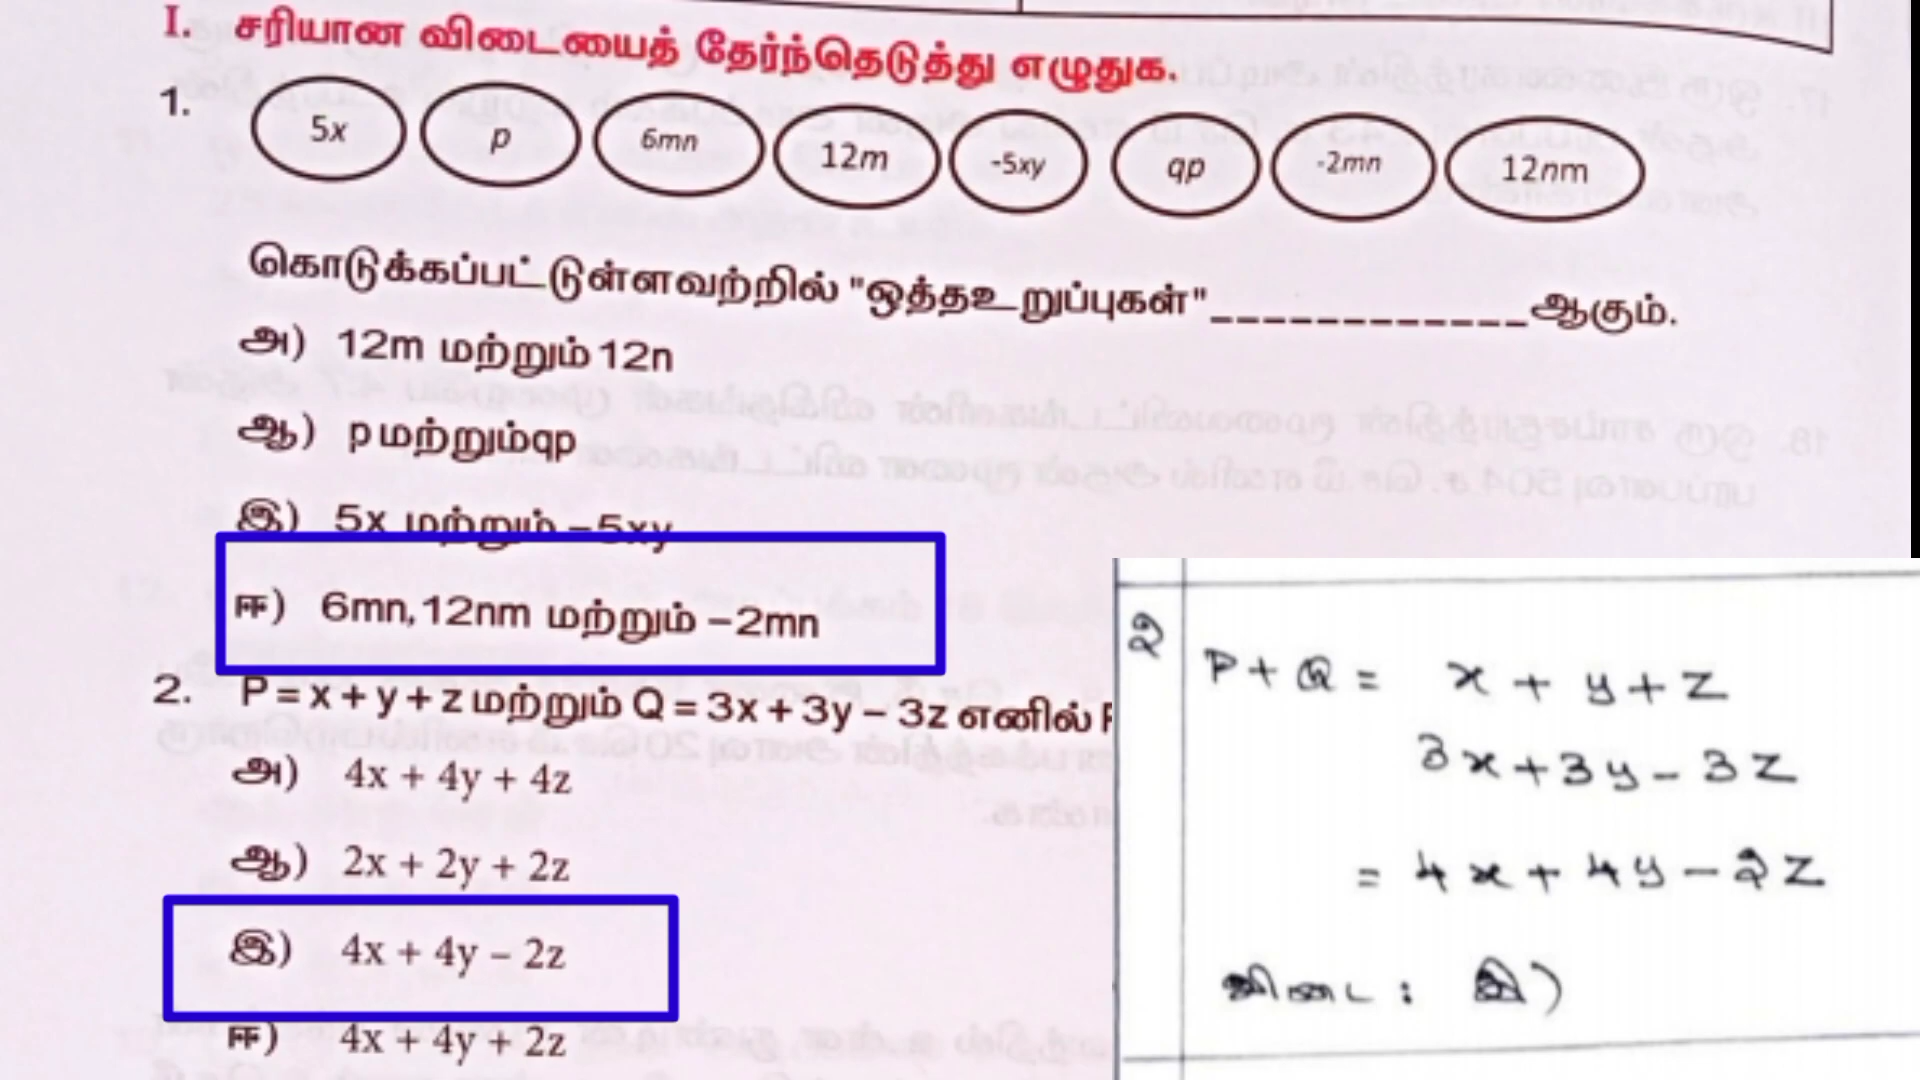 I. சரியான விடையைத் தேர்ந்தெடுத்து எழுதுக.
1. 5x p 6mn 12m -5xy qp -2mn 12nm
கொடுக்கப்பட்டுள்ளவற்றில் "ஒத்தஉறுப்புகள்"____________ஆகும்.
அ) 12m மற்றும் 12n
ஆ) pமற்றும்qp
இ) 5x மற்றும் –5xy
ஈ) 6mn, 12nm மற்றும் –2mn
2. P = x + y + z மற்றும் Q = 3x + 3y – 3z எனில்
அ) 4x + 4y + 4z
ஆ) 2x + 2y + 2z
இ) 4x + 4y – 2z
ஈ) 4x + 4y + 2z
2 P + Q = x + y + z
3x + 3y – 3z
= 4x + 4y – 2z
விடை : இ)